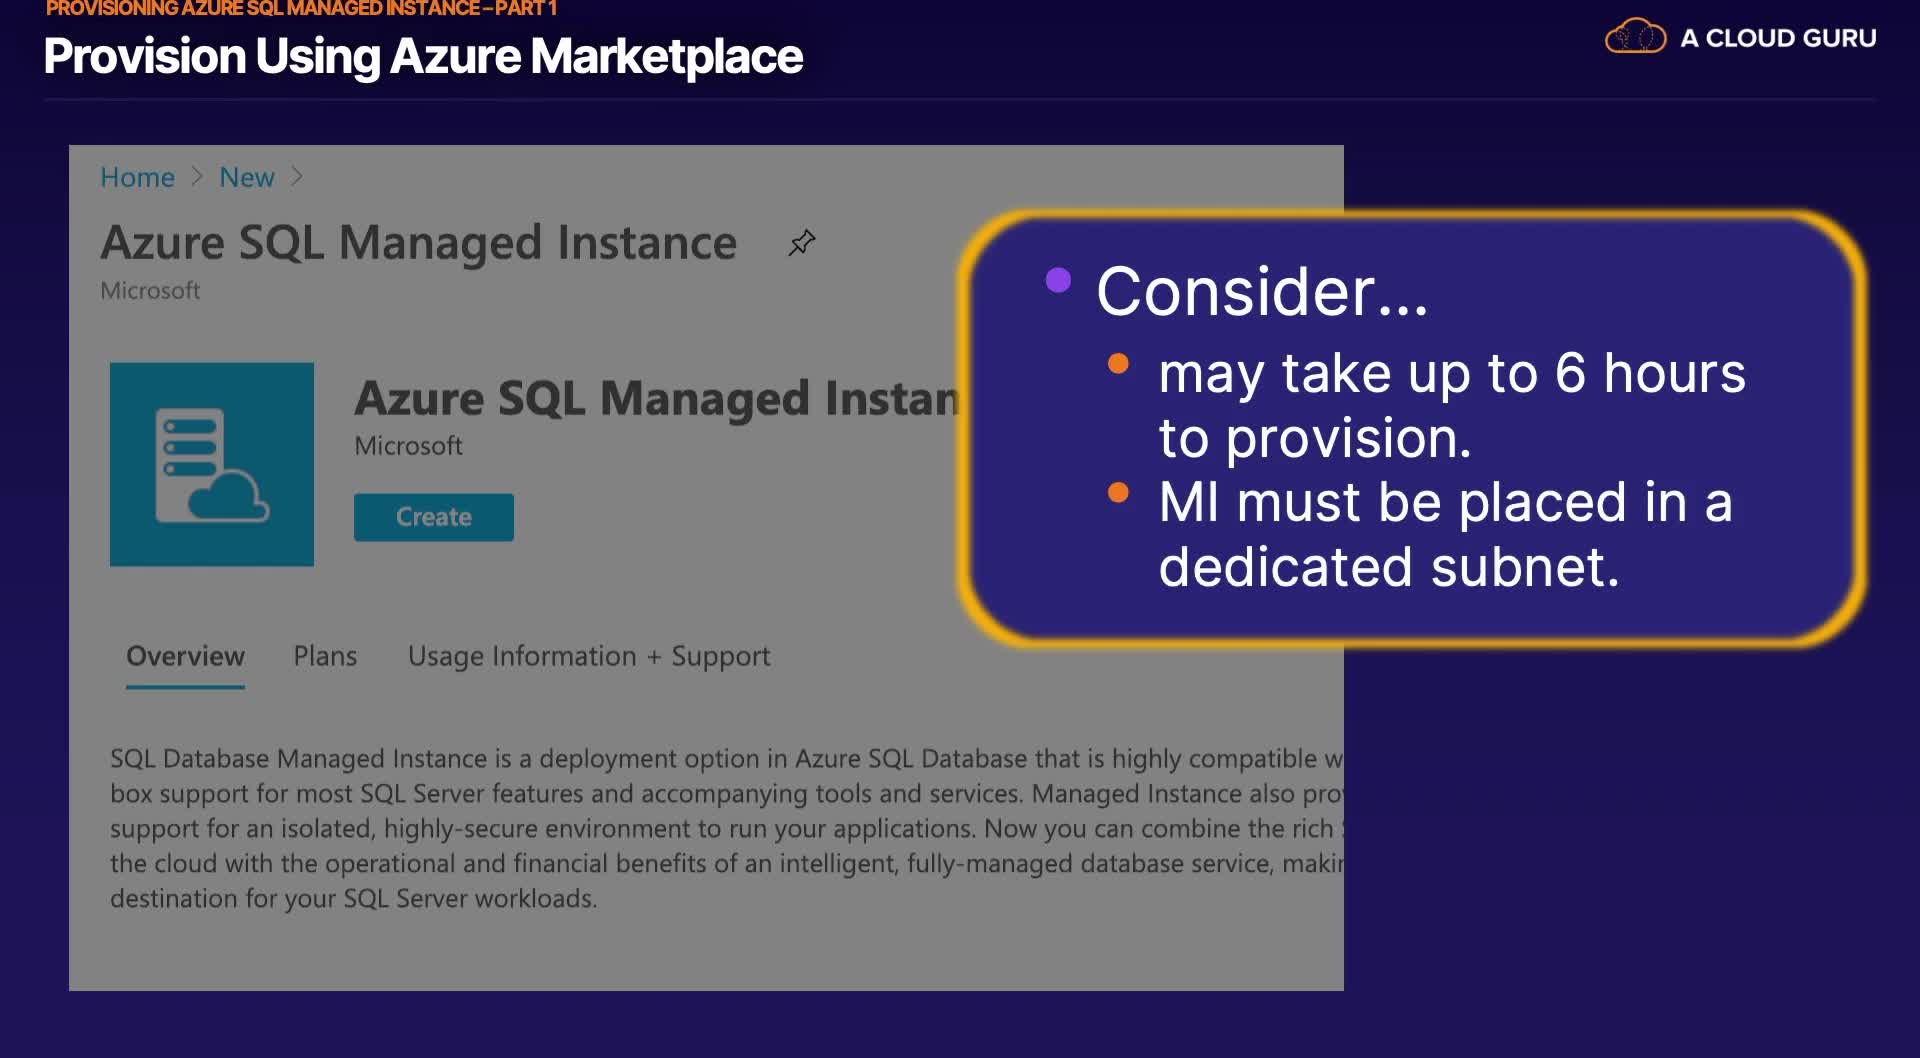 PROVISIONING AZURE SQL MANAGED INSTANCE – PART 1
Provision Using Azure Marketplace
A CLOUD GURU
Home > New >
Azure SQL Managed Instance
Microsoft
Azure SQL Managed Instan
Microsoft
Create
Overview Plans Usage Information + Support
SQL Database Managed Instance is a deployment option in Azure SQL Database that is highly compatible w
box support for most SQL Server features and accompanying tools and services. Managed Instance also prov
support for an isolated, highly-secure environment to run your applications. Now you can combine the rich
the cloud with the operational and financial benefits of an intelligent, fully-managed database service, makin
destination for your SQL Server workloads.
• Consider...
• may take up to 6 hours
to provision.
• MI must be placed in a
dedicated subnet.